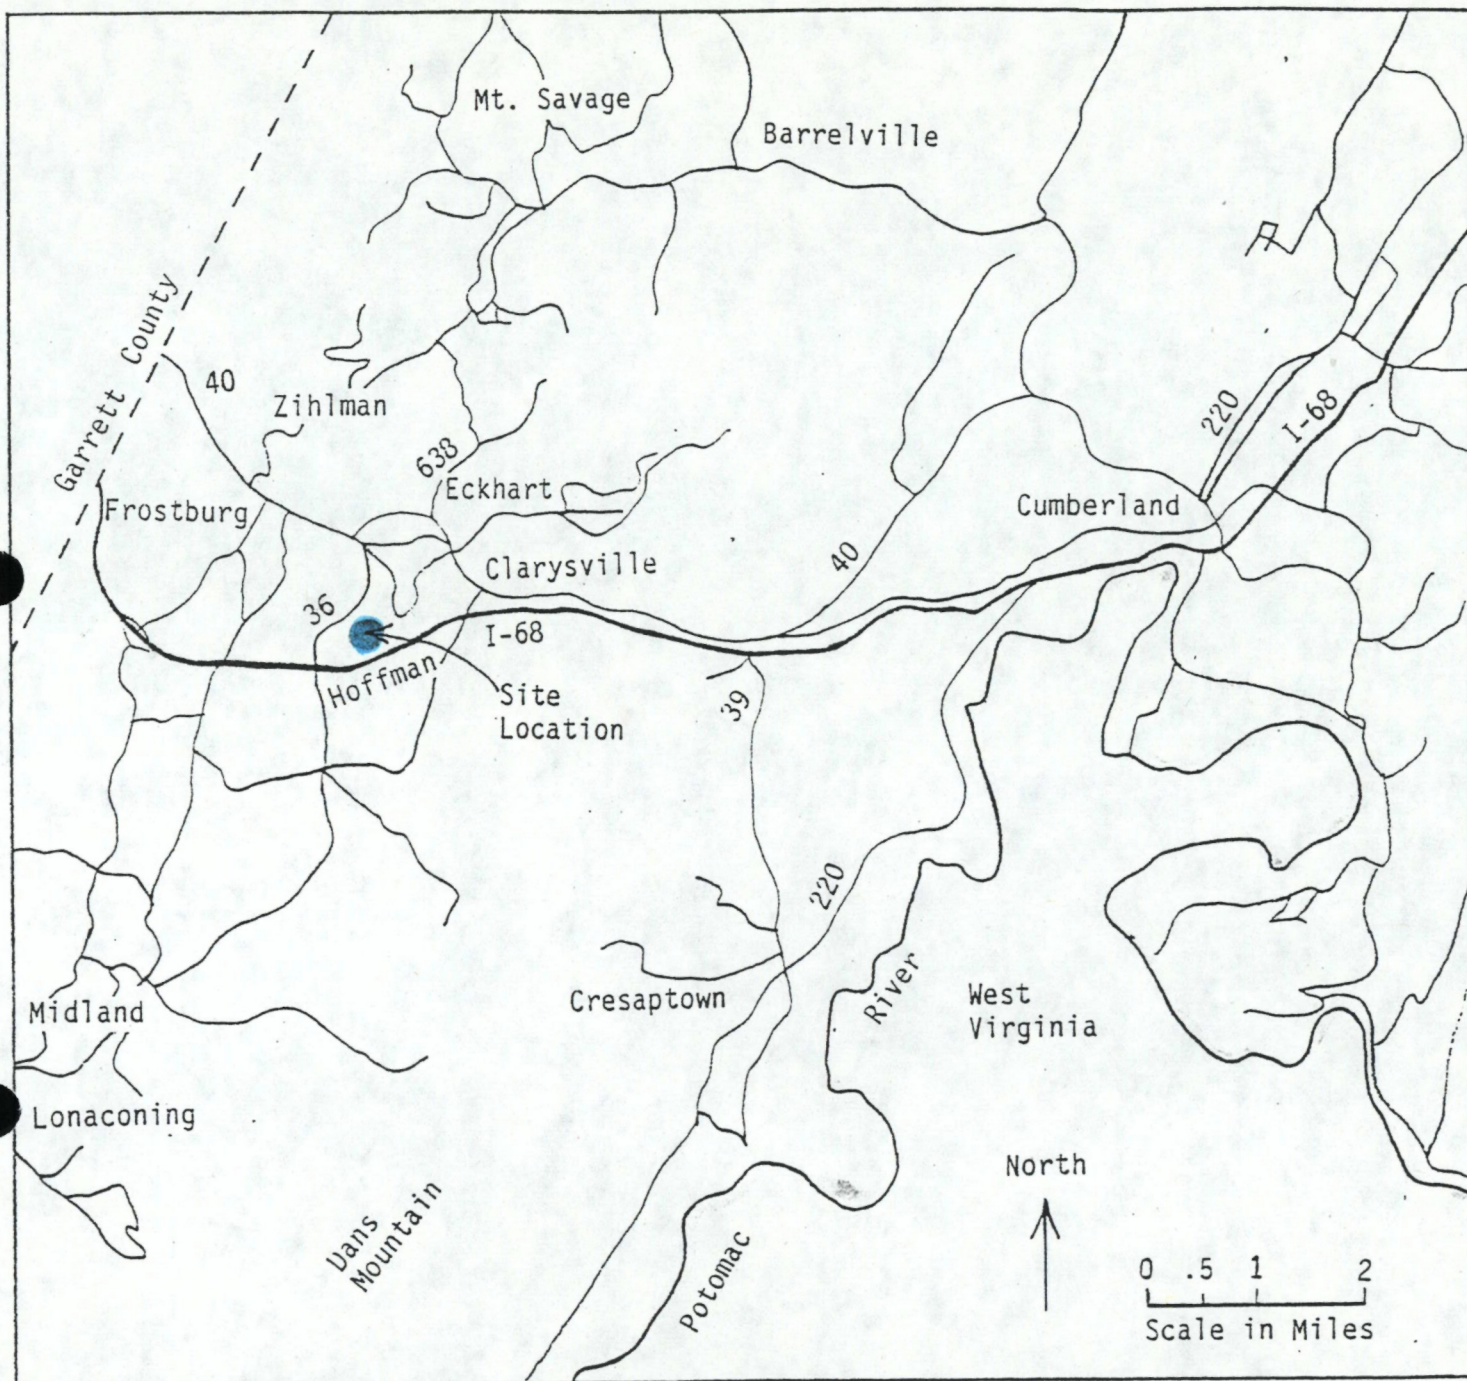 Mt. Savage
Barrelville
Garrett County
40
Zihlman
220
I-68
638
Eckhart
Frostburg
Cumberland
40
Clarysville
36
I-68
Hoffman
Site
Location
39
220
Cresaptown
River
West
Virginia
Midland
Lonaconing
North
Dans
Mountain
Potomac
0 .5 1 2
Scale in Miles